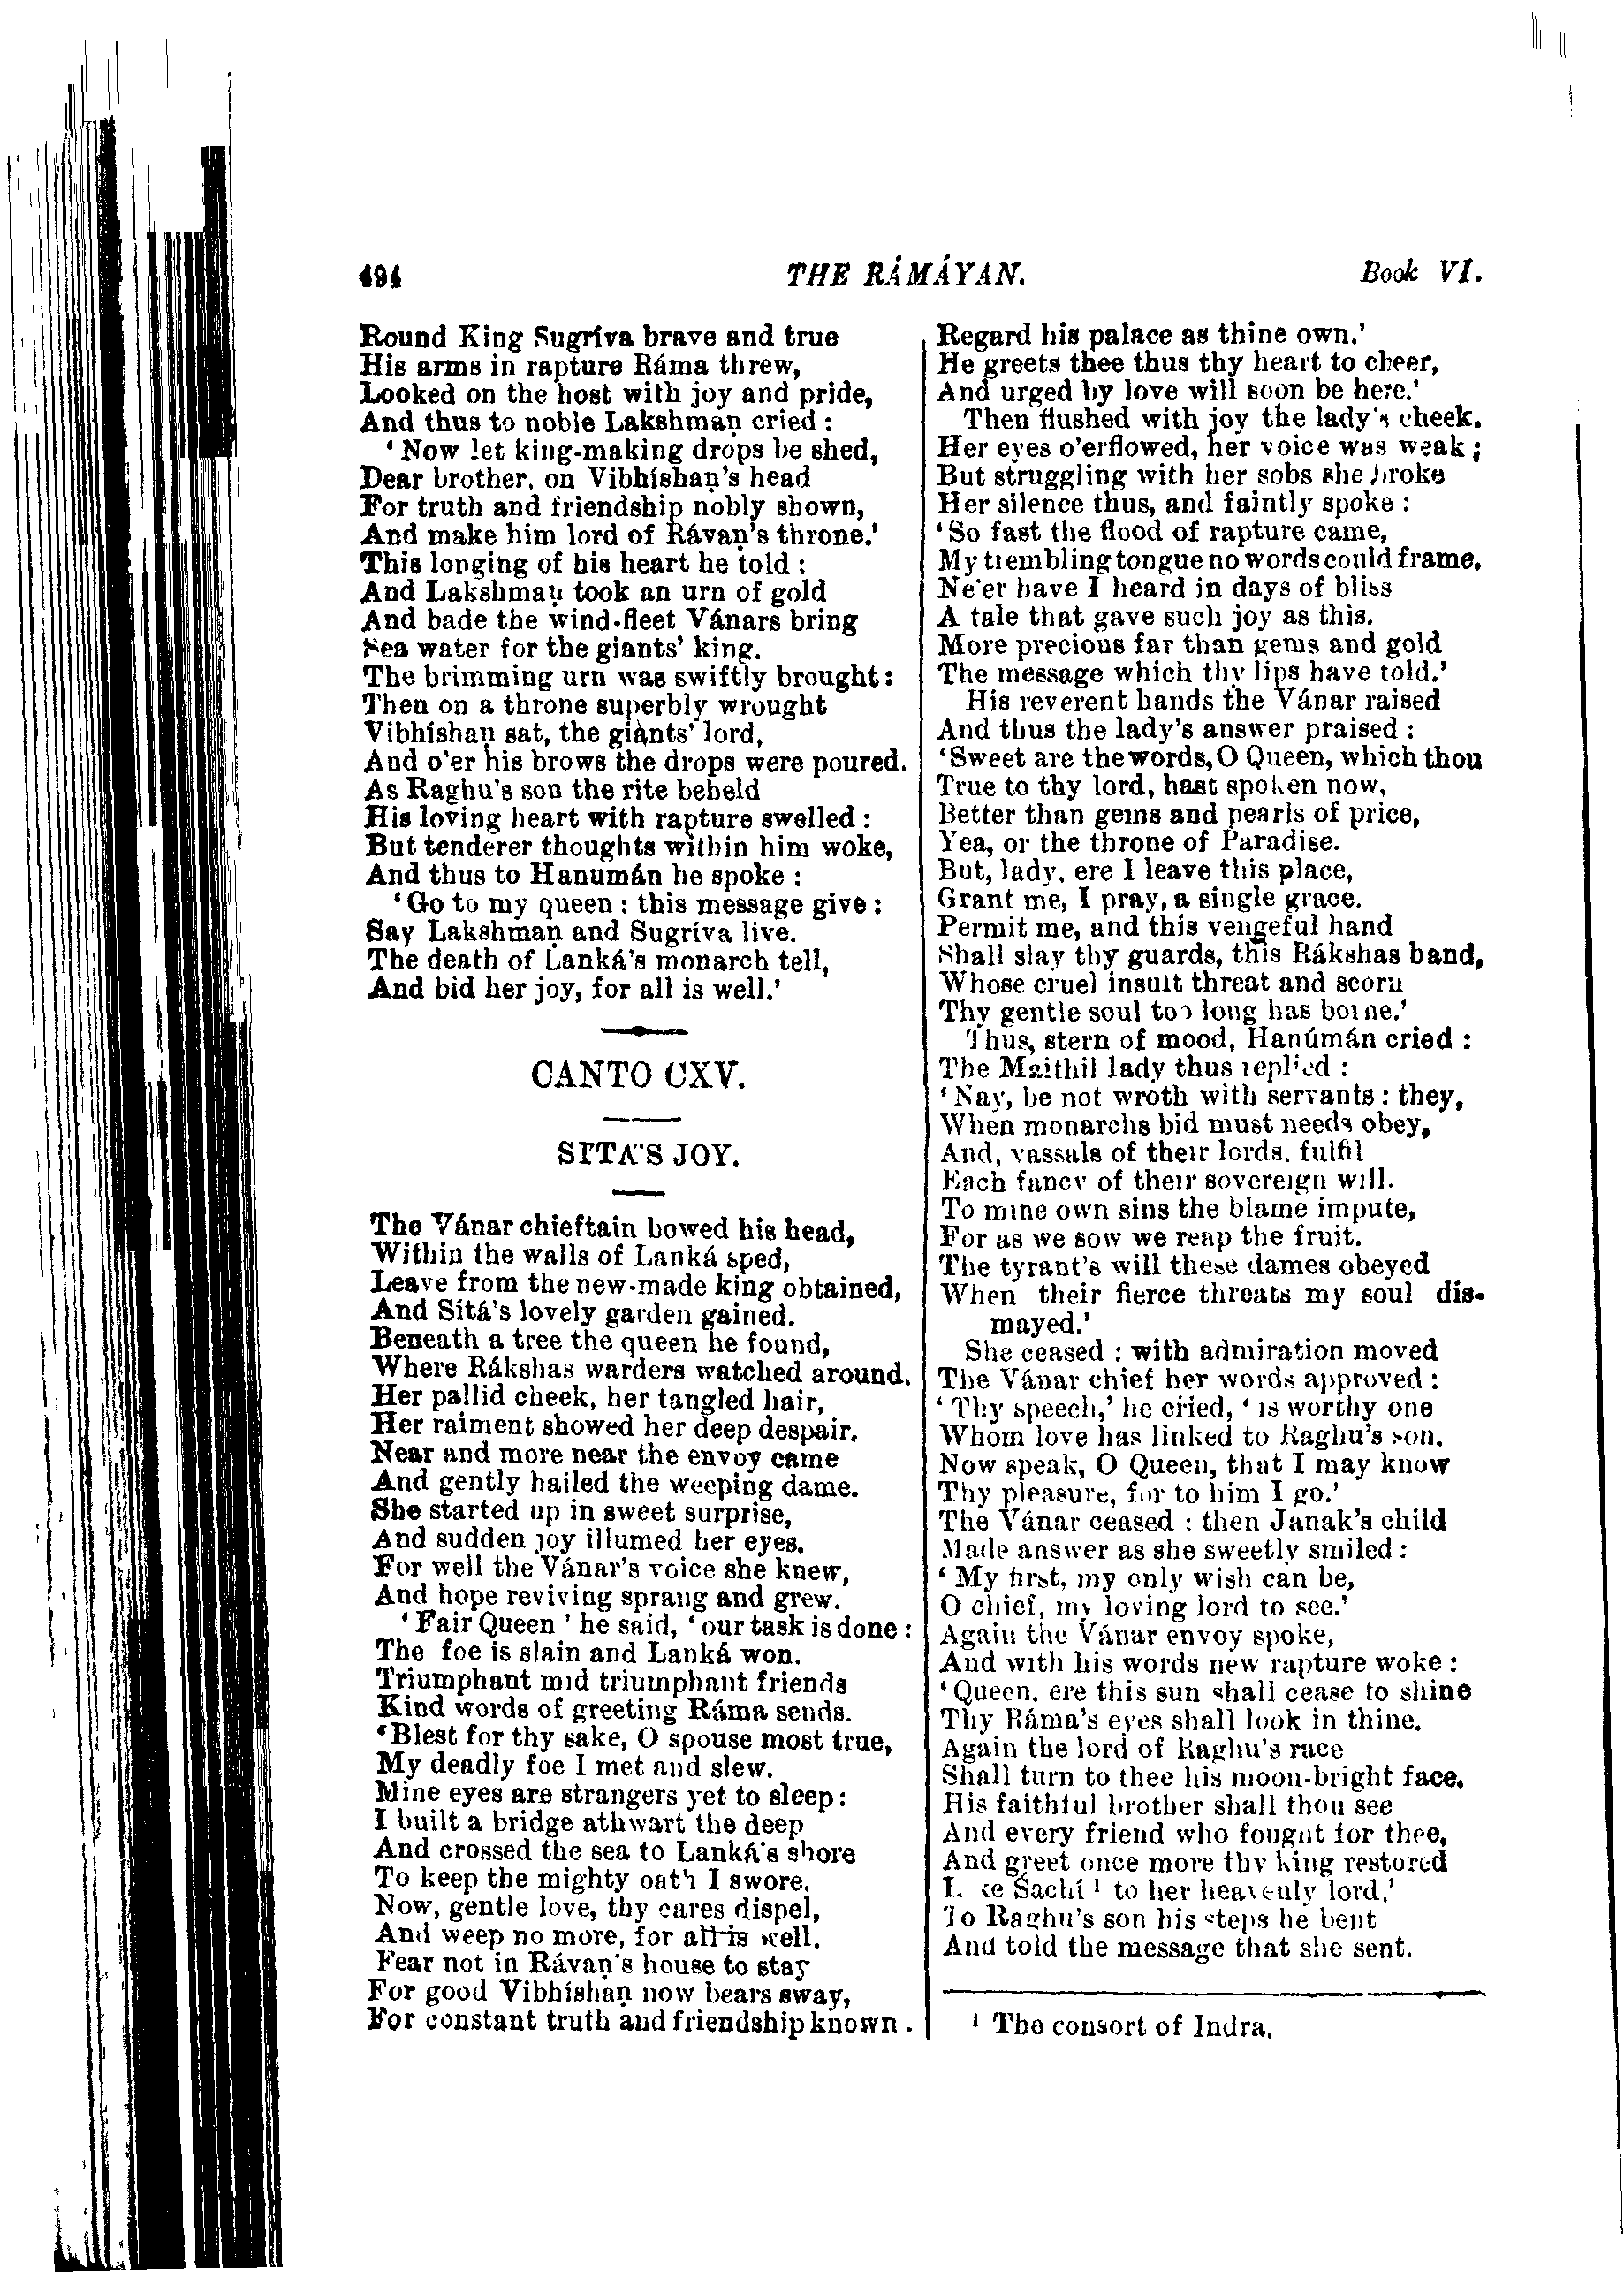 494 THE RÁMÁYAN. Book VI.
Round King Sugríva brave and true
His arms in rapture Ráma threw,
Looked on the host with joy and pride,
And thus to noble Lakshmaṇ cried :
‘ Now let king-making drops be shed,
Dear brother, on Vibhíshaṇ's head
For truth and friendship nobly shown,
And make him lord of Rávaṇ's throne.’
This longing of his heart he told :
And Lakshmaṇ took an urn of gold
And bade the wind-fleet Vánars bring
Sea water for the giants’ king.
The brimming urn was swiftly brought :
Then on a throne superbly wrought
Vibhíshaṇ sat, the giants’ lord,
And o'er his brows the drops were poured.
As Raghu's son the rite beheld
His loving heart with rapture swelled :
But tenderer thoughts within him woke,
And thus to Hanumán he spoke :
‘ Go to my queen : this message give :
Say Lakshmaṇ and Sugríva live.
The death of Lanká's monarch tell,
And bid her joy, for all is well.’
CANTO CXV.
SÍTÁ'S JOY.
The Vánar chieftain bowed his head,
Within the walls of Lanká sped,
Leave from the new-made king obtained,
And Sítá's lovely garden gained.
Beneath a tree the queen he found,
Where Rákshas warders watched around.
Her pallid cheek, her tangled hair,
Her raiment showed her deep despair.
Near and more near the envoy came
And gently hailed the weeping dame.
She started up in sweet surprise,
And sudden joy illumed her eyes.
For well the Vánar's voice she knew,
And hope reviving sprang and grew.
‘ Fair Queen ’ he said, ‘ our task is done :
The foe is slain and Lanká won.
Triumphant mid triumphant friends
Kind words of greeting Ráma sends.
‘Blest for thy sake, O spouse most true,
My deadly foe I met and slew.
Mine eyes are strangers yet to sleep :
I built a bridge athwart the deep
And crossed the sea to Lanká's shore
To keep the mighty oath I swore.
Now, gentle love, thy cares dispel,
And weep no more, for all is well.
Fear not in Rávaṇ's house to stay
For good Vibhíshaṇ now bears sway,
For constant truth and friendship known.
Regard his palace as thine own.’
He greets thee thus thy heart to cheer,
And urged by love will soon be here.’
Then flushed with joy the lady's cheek.
Her eyes o'erflowed, her voice was weak ;
But struggling with her sobs she broke
Her silence thus, and faintly spoke :
‘So fast the flood of rapture came,
My trembling tongue no words could frame.
Ne'er have I heard in days of bliss
A tale that gave such joy as this.
More precious far than gems and gold
The message which thy lips have told.’
His reverent hands the Vánar raised
And thus the lady's answer praised :
‘Sweet are the words, O Queen, which thou
True to thy lord, hast spoken now,
Better than gems and pearls of price,
Yea, or the throne of Paradise.
But, lady, ere I leave this place,
Grant me, I pray, a single grace.
Permit me, and this vengeful hand
Shall slay thy guards, this Rákshas band,
Whose cruel insult threat and scorn
Thy gentle soul too long has borne.’
Thus, stern of mood, Hanúmán cried :
The Maithil lady thus replied :
‘ Nay, be not wroth with servants : they,
When monarchs bid must needs obey,
And, vassals of their lords, fulfil
Each fancy of their sovereign will.
To mine own sins the blame impute,
For as we sow we reap the fruit.
The tyrant's will these dames obeyed
When their fierce threats my soul dis-
mayed.’
She ceased : with admiration moved
The Vánar chief her words approved :
‘ Thy speech,’ he cried, ‘ is worthy one
Whom love has linked to Raghu's son.
Now speak, O Queen, that I may know
Thy pleasure, for to him I go.’
The Vánar ceased : then Janak's child
Made answer as she sweetly smiled :
‘ My first, my only wish can be,
O chief, my loving lord to see.’
Again the Vánar envoy spoke,
And with his words new rapture woke :
‘ Queen, ere this sun shall cease to shine
Thy Ráma's eyes shall look in thine.
Again the lord of Raghu's race
Shall turn to thee his moon-bright face.
His faithful brother shall thou see
And every friend who fought for thee,
And greet once more thy king restored
Like Śachí ¹ to her heavenly lord.’
To Raghu's son his steps he bent
And told the message that she sent.
¹ The consort of Indra.